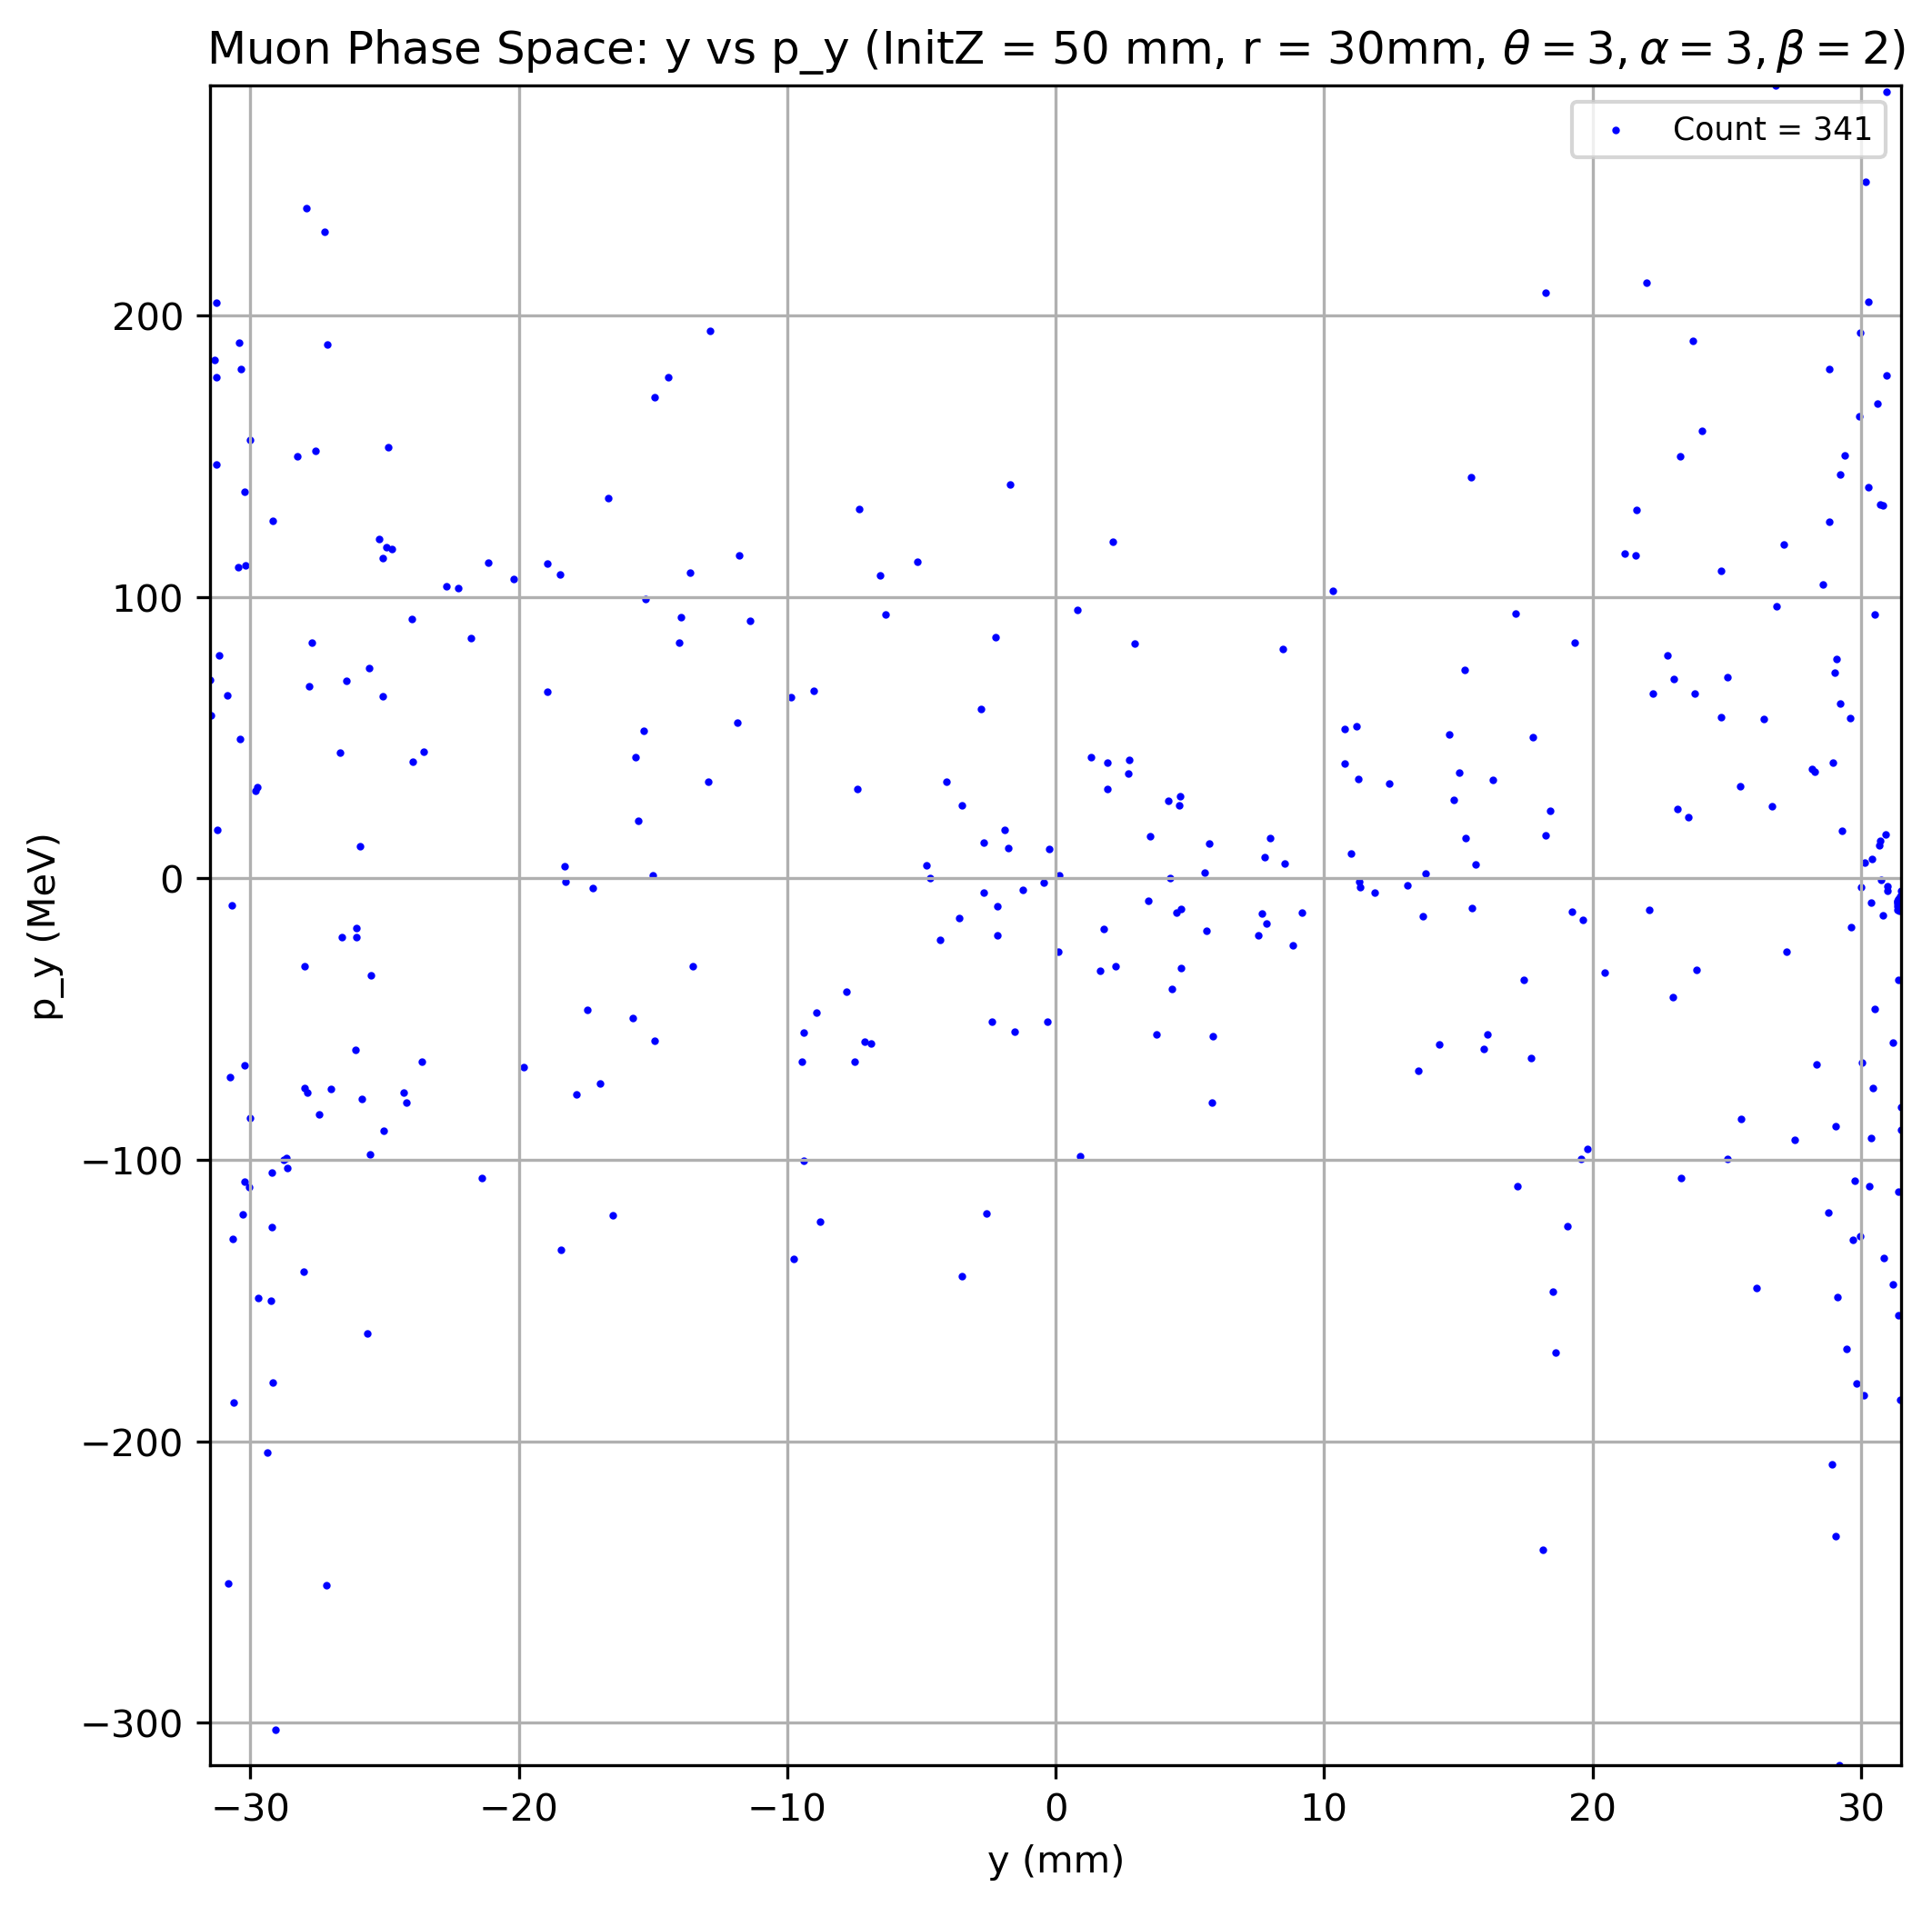 Muon Phase Space: y vs p_y (InitZ = 50 mm, r = 30mm, θ = 3, α = 3, β = 2)
Count = 341
200
100
0
−100
−200
−300
p_y (MeV)
−30 −20 −10 0 10 20 30
y (mm)